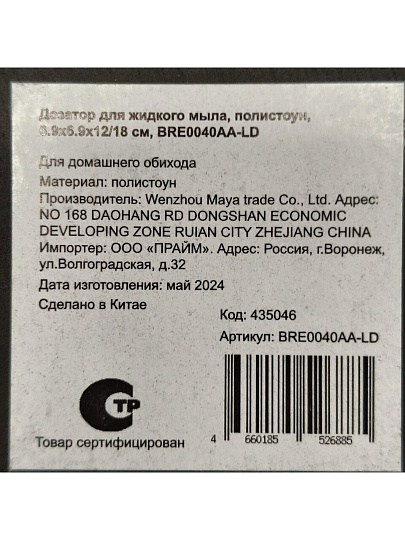 Дозатор для жидкого мыла, полистоун,
6.9х6.9х12/18 см, BRE0040AA-LD
Для домашнего обихода
Материал: полистоун
Производитель: Wenzhou Maya trade Co., Ltd. Адрес:
NO 168 DAOHANG RD DONGSHAN ECONOMIC
DEVELOPING ZONE RUIAN CITY ZHEJIANG CHINA
Импортер: ООО «ПРАЙМ». Адрес: Россия, г.Воронеж,
ул.Волгоградская, д.32
Дата изготовления: май 2024
Сделано в Китае
Код: 435046
Артикул: BRE0040AA-LD
СТР
Товар сертифицирован
4 660185 526885